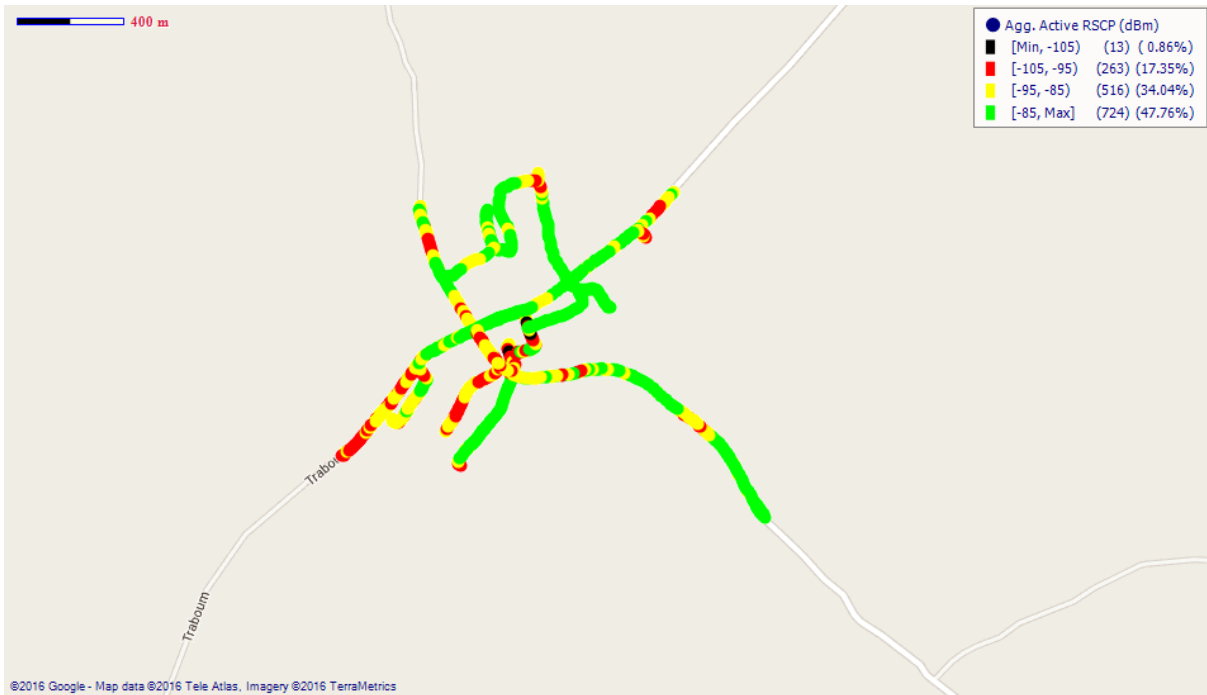 400 m
Agg. Active RSCP (dBm)
[Min, -105) (13) ( 0.86%)
[-105, -95) (263) (17.35%)
[-95, -85) (516) (34.04%)
[-85, Max] (724) (47.76%)
Traboum
©2016 Google - Map data ©2016 Tele Atlas, Imagery ©2016 TerraMetrics